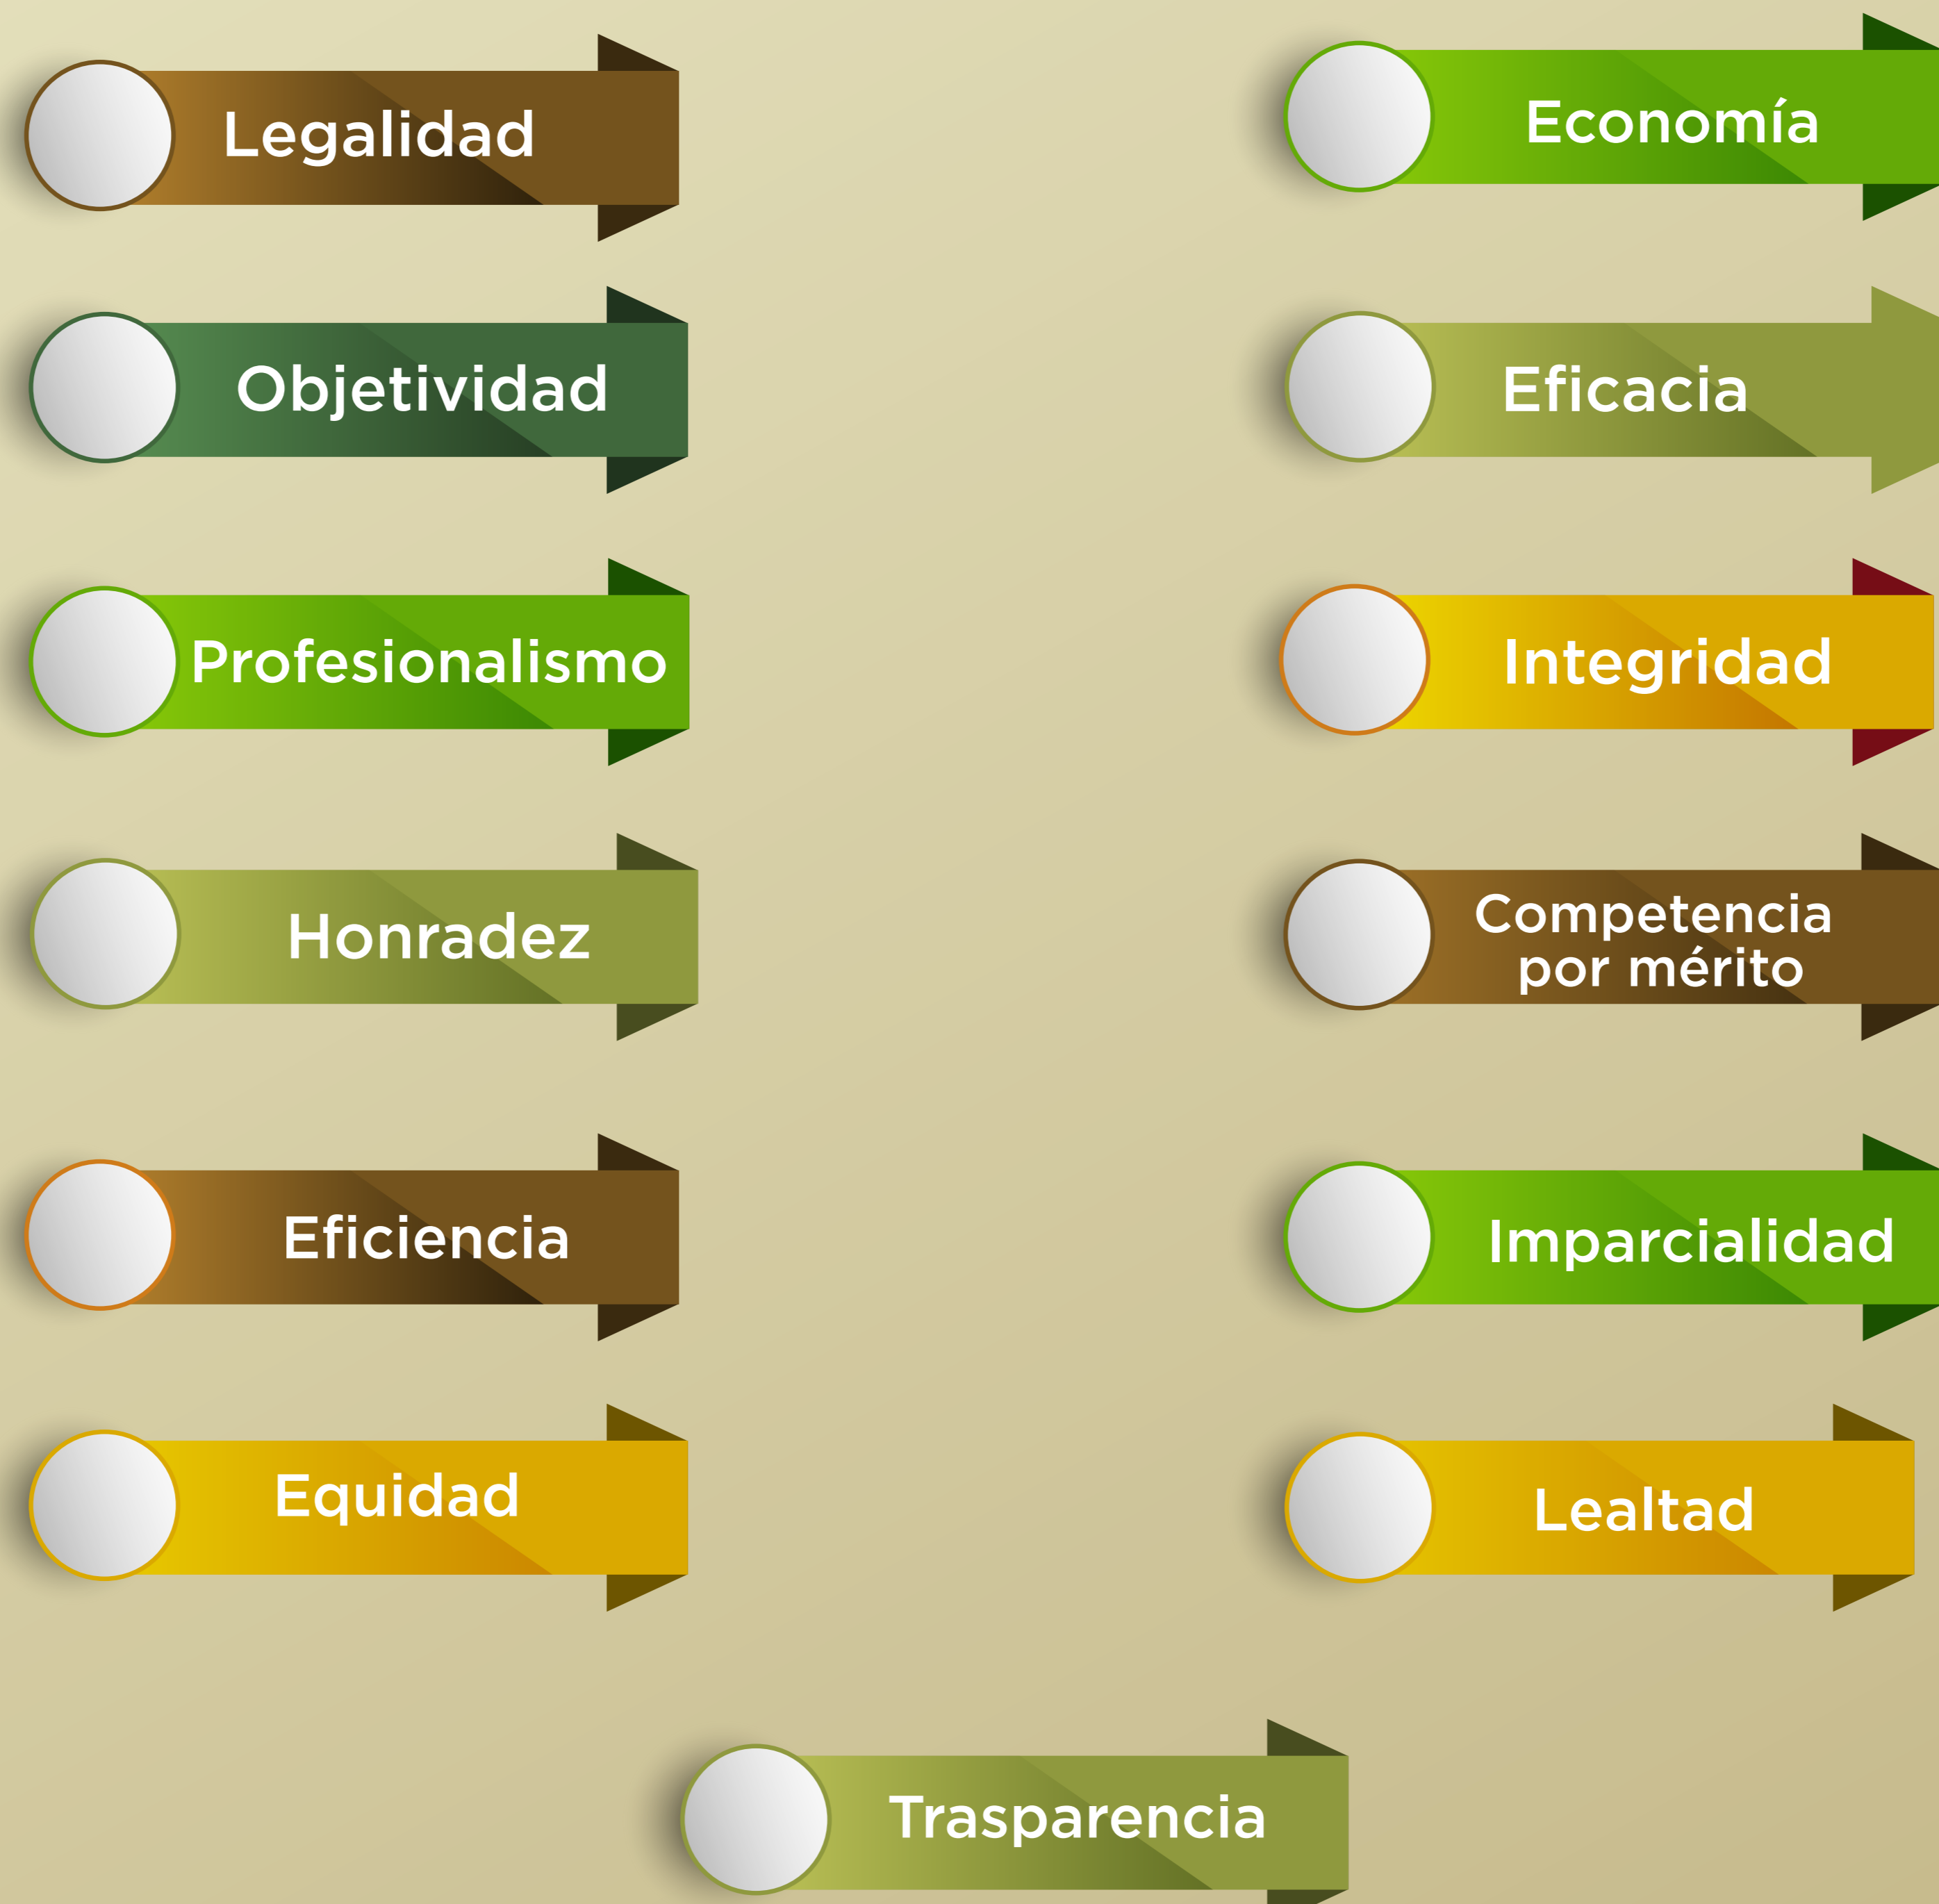 Legalidad
Economía
Objetividad
Eficacia
Profesionalismo
Integridad
Honradez
Competencia
por mérito
Eficiencia
Imparcialidad
Equidad
Lealtad
Trasparencia